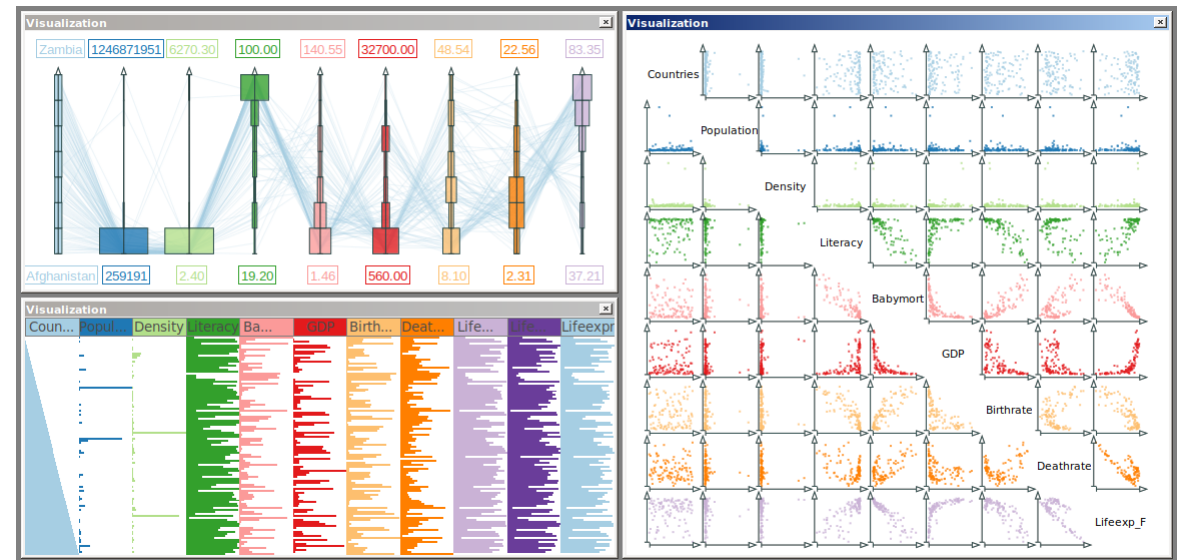 Visualization
Zambia 1246871951 6270.30 100.00 140.55 32700.00 48.54 22.56 83.35
Afghanistan 259191 2.40 19.20 1.46 560.00 8.10 2.31 37.21
Visualization
Coun... Popul... Density Literacy Ba... GDP Birth... Deat... Life... Life... Lifeexpr
Visualization
Countries
Population
Density
Literacy
Babymort
GDP
Birthrate
Deathrate
Lifeexp_F